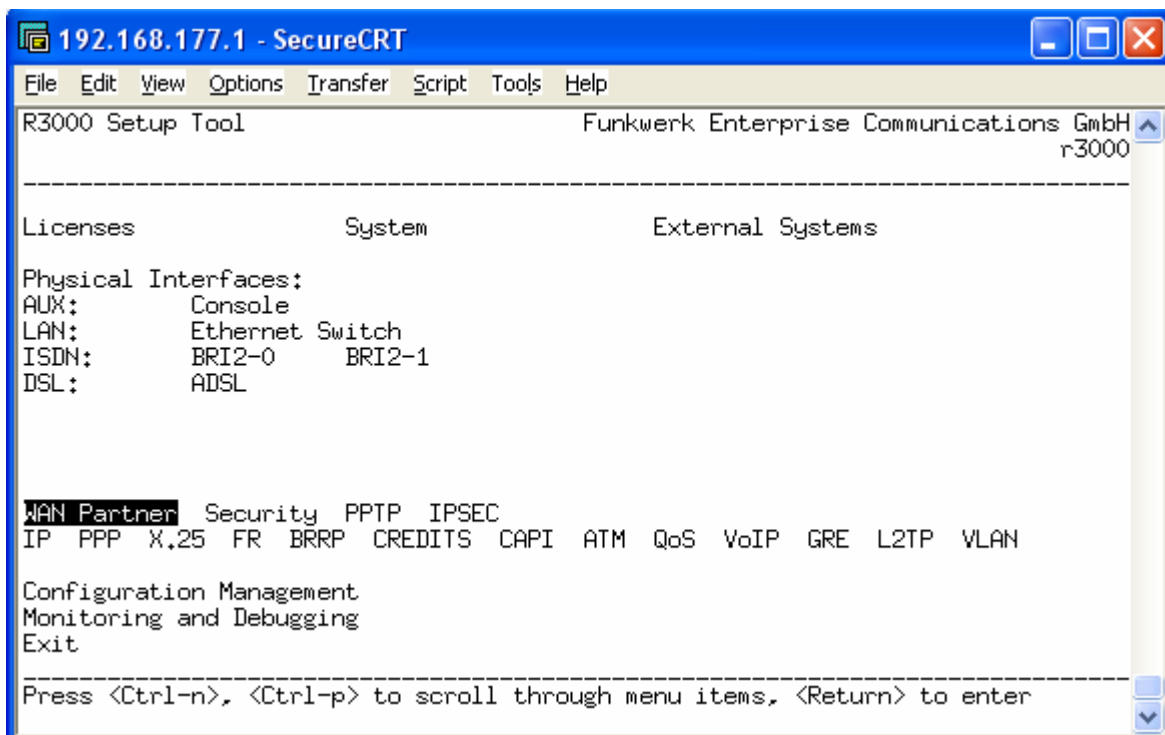 192.168.177.1 - SecureCRT
File Edit View Options Transfer Script Tools Help
R3000 Setup Tool Funkwerk Enterprise Communications GmbH
r3000
Licenses System External Systems
Physical Interfaces:
AUX: Console
LAN: Ethernet Switch
ISDN: BRI2-0 BRI2-1
DSL: ADSL
WAN Partner Security PPTP IPSEC
IP PPP X.25 FR BRRP CREDITS CAPI ATM QoS VoIP GRE L2TP VLAN
Configuration Management
Monitoring and Debugging
Exit
Press <Ctrl-n>, <Ctrl-p> to scroll through menu items, <Return> to enter